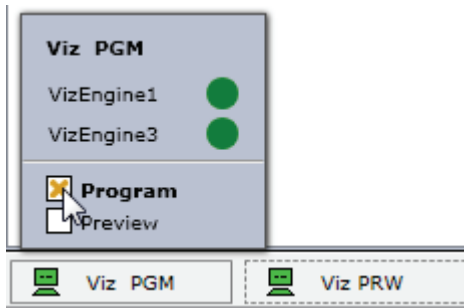 Viz PGM
VizEngine1
VizEngine3
Program
Preview
Viz PGM
Viz PRW